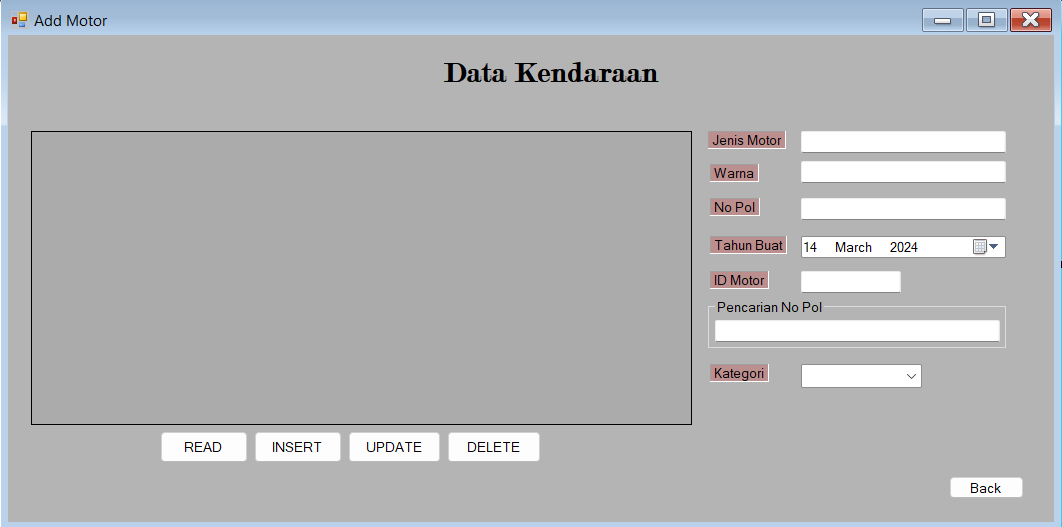 Add Motor
Data Kendaraan
Jenis Motor
Warna
No Pol
Tahun Buat 14 March 2024
ID Motor
Pencarian No Pol
Kategori
READ INSERT UPDATE DELETE
Back